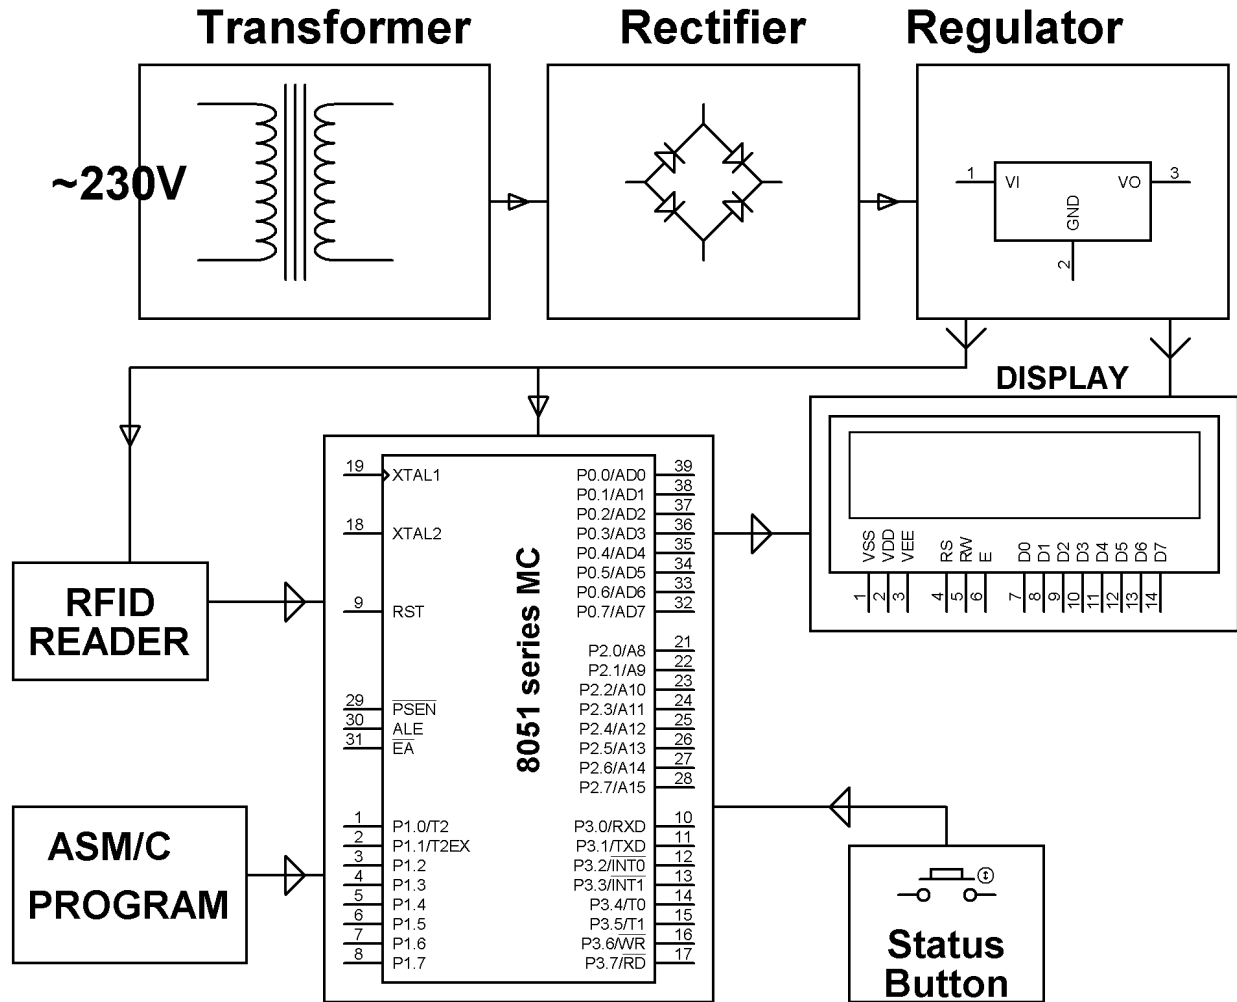 Transformer
Rectifier
Regulator
~230V
1
VI
VO
3
GND
2
DISPLAY
VSS
VDD
VEE
RS
RW
E
D0
D1
D2
D3
D4
D5
D6
D7
1
2
3
4
5
6
7
8
9
10
11
12
13
14
RFID
READER
ASM/C
PROGRAM
8051 series MC
19 XTAL1
18 XTAL2
9 RST
29 PSEN
30 ALE
31 EA
1 P1.0/T2
2 P1.1/T2EX
3 P1.2
4 P1.3
5 P1.4
6 P1.5
7 P1.6
8 P1.7
P0.0/AD0 39
P0.1/AD1 38
P0.2/AD2 37
P0.3/AD3 36
P0.4/AD4 35
P0.5/AD5 34
P0.6/AD6 33
P0.7/AD7 32
P2.0/A8 21
P2.1/A9 22
P2.2/A10 23
P2.3/A11 24
P2.4/A12 25
P2.5/A13 26
P2.6/A14 27
P2.7/A15 28
P3.0/RXD 10
P3.1/TXD 11
P3.2/INT0 12
P3.3/INT1 13
P3.4/T0 14
P3.5/T1 15
P3.6/WR 16
P3.7/RD 17
Status
Button